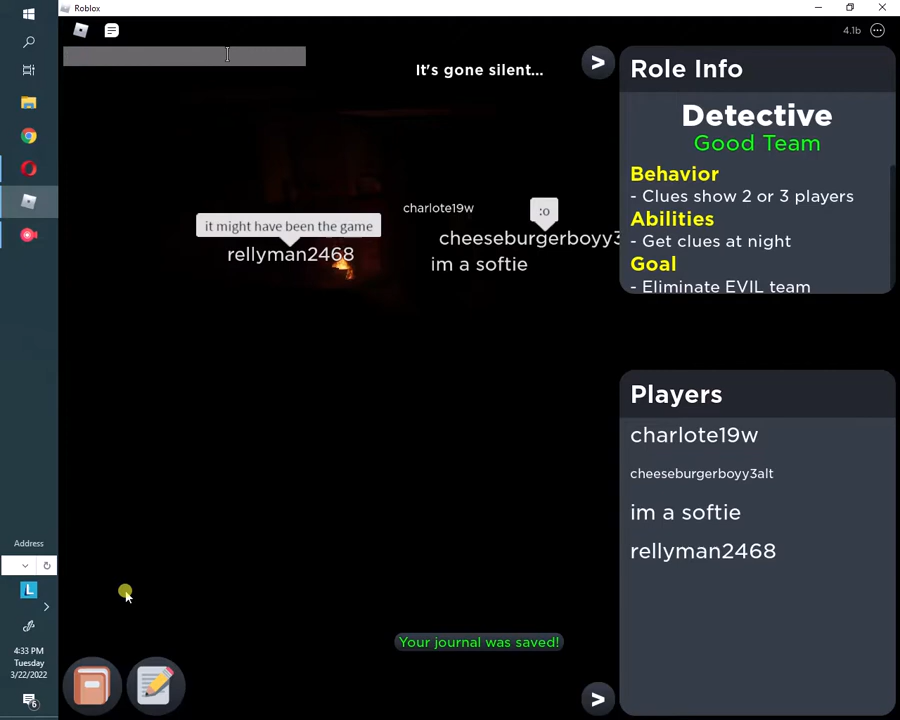 Roblox
4.1b
It's gone silent...
Role Info
Detective
Good Team
Behavior
- Clues show 2 or 3 players
Abilities
- Get clues at night
Goal
- Eliminate EVIL team
charlote19w
:o
it might have been the game
cheeseburgerboyy3
rellyman2468
im a softie
Players
charlote19w
cheeseburgerboyy3alt
im a softie
rellyman2468
Address
L
4:33 PM
Tuesday
3/22/2022
6
Your journal was saved!